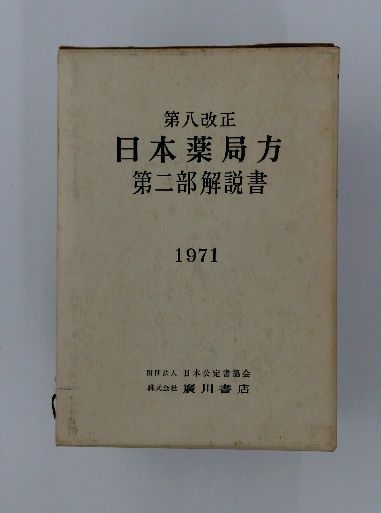 第八改正
日本薬局方
第二部解説書
1971
財団法人 日本公定書協会
株式会社 廣川書店